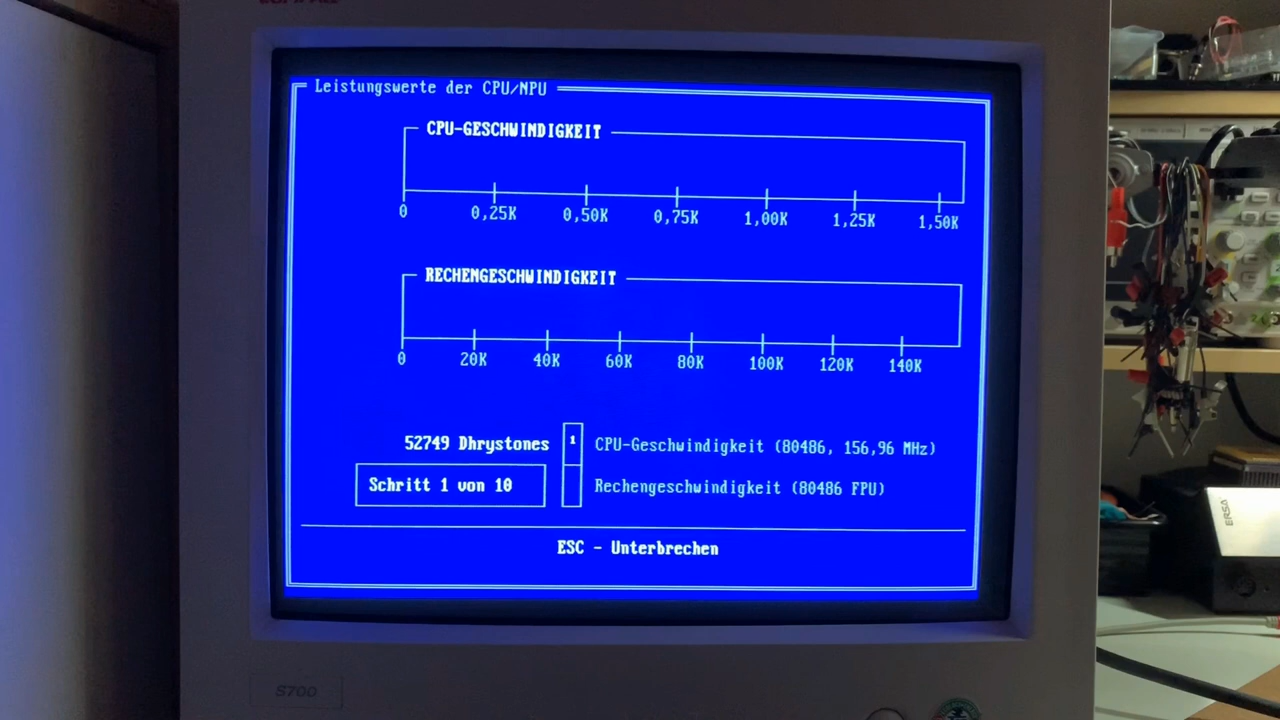 Leistungswerte der CPU/NPU
CPU-GESCHWINDIGKEIT
0 0,25K 0,50K 0,75K 1,00K 1,25K 1,50K
RECHENGESCHWINDIGKEIT
0 20K 40K 60K 80K 100K 120K 140K
52749 Dhrystones 1 CPU-Geschwindigkeit (80486, 156,96 MHz)
Schritt 1 von 10 Rechengeschwindigkeit (80486 FPU)
ESC - Unterbrechen
S700
ERSA